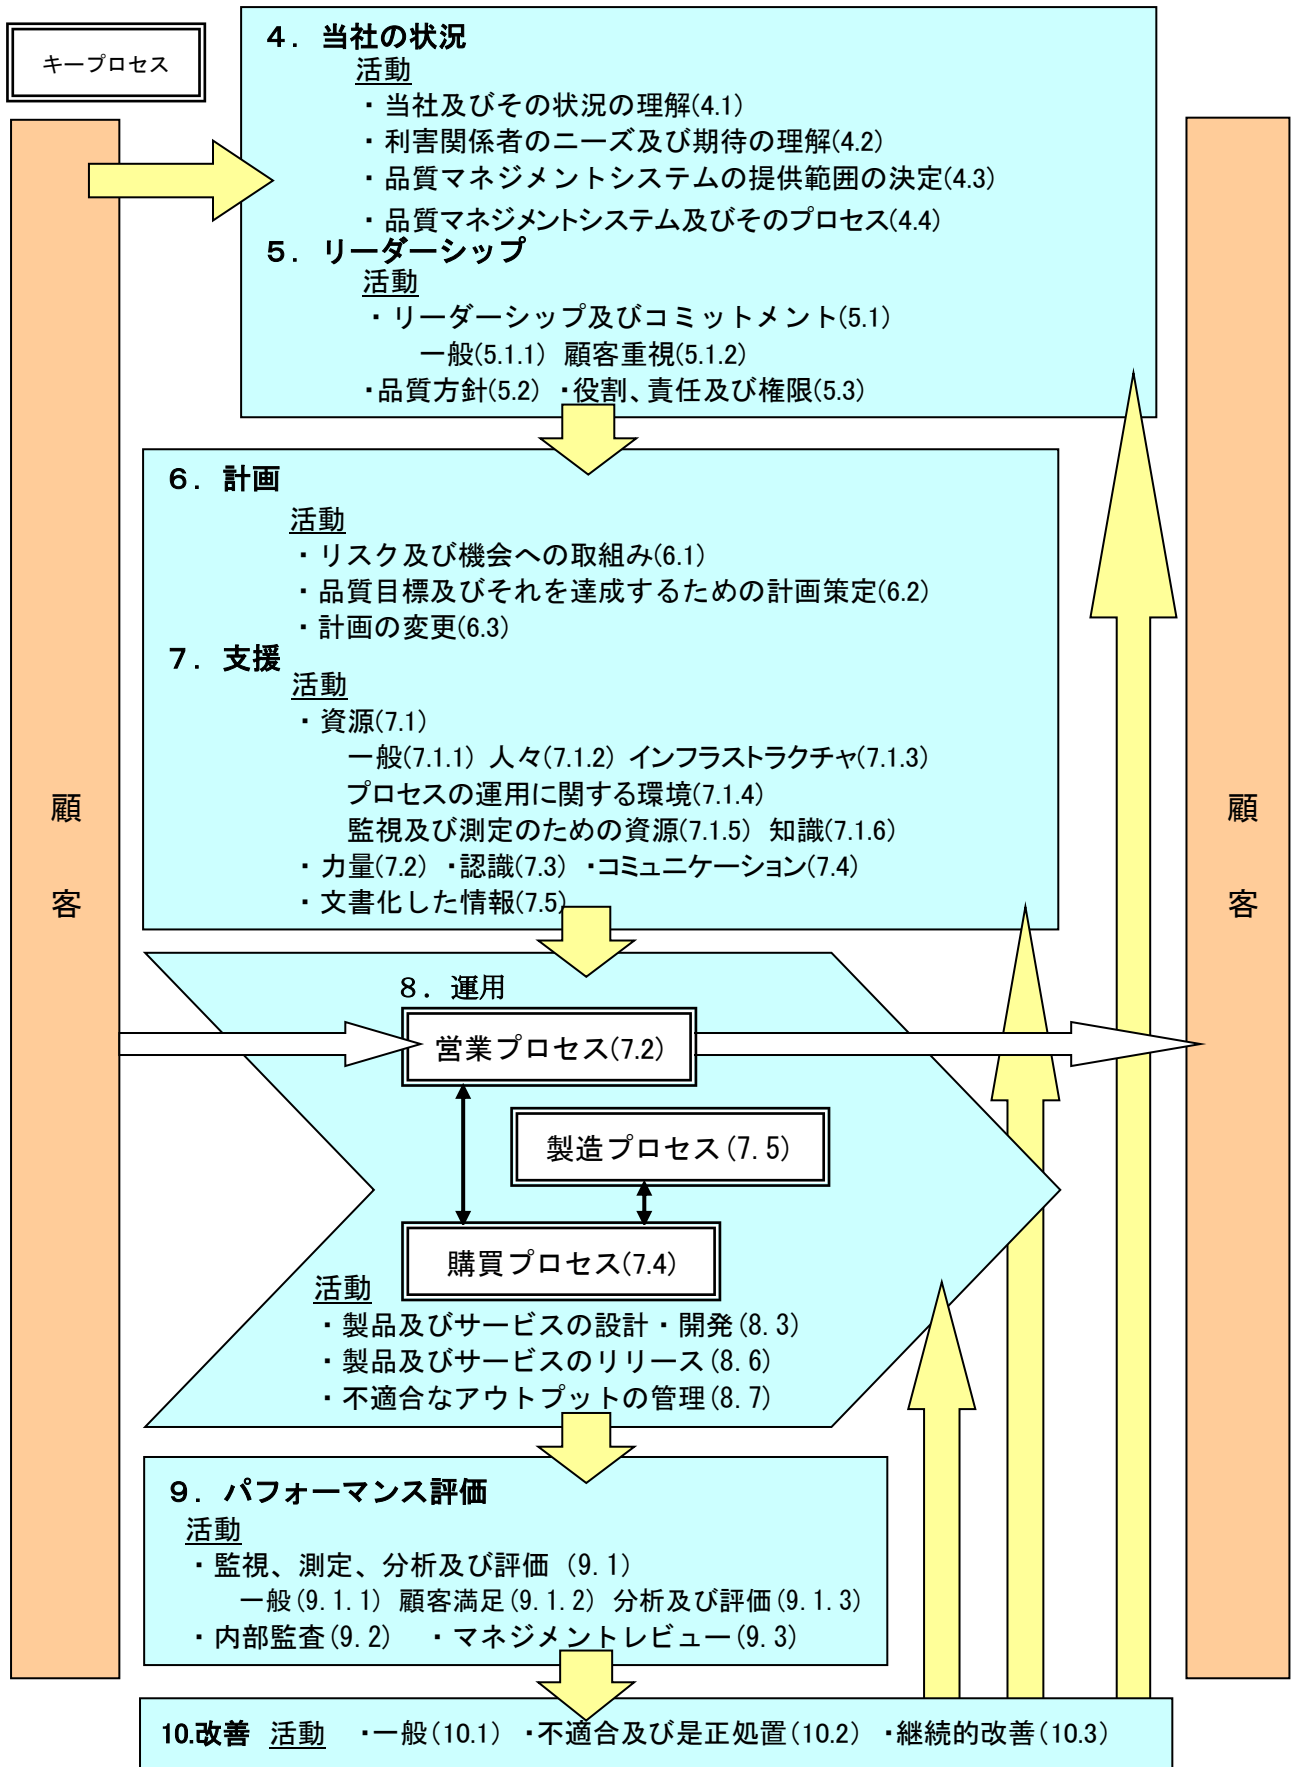 キープロセス
４．当社の状況
活動
・当社及びその状況の理解(4.1)
・利害関係者のニーズ及び期待の理解(4.2)
・品質マネジメントシステムの提供範囲の決定(4.3)
・品質マネジメントシステム及びそのプロセス(4.4)
５．リーダーシップ
活動
・リーダーシップ及びコミットメント(5.1)
一般(5.1.1) 顧客重視(5.1.2)
・品質方針(5.2) ・役割、責任及び権限(5.3)
６．計画
活動
・リスク及び機会への取組み(6.1)
・品質目標及びそれを達成するための計画策定(6.2)
・計画の変更(6.3)
７．支援
活動
・資源(7.1)
一般(7.1.1) 人々(7.1.2) インフラストラクチャ(7.1.3)
プロセスの運用に関する環境(7.1.4)
監視及び測定のための資源(7.1.5) 知識(7.1.6)
・力量(7.2) ・認識(7.3) ・コミュニケーション(7.4)
・文書化した情報(7.5)
顧客
顧客
８．運用
営業プロセス(7.2)
製造プロセス(7.5)
購買プロセス(7.4)
活動
・製品及びサービスの設計・開発(8.3)
・製品及びサービスのリリース(8.6)
・不適合なアウトプットの管理(8.7)
９．パフォーマンス評価
活動
・監視、測定、分析及び評価 (9.1)
一般(9.1.1) 顧客満足(9.1.2) 分析及び評価(9.1.3)
・内部監査(9.2) ・マネジメントレビュー(9.3)
10.改善 活動 ・一般(10.1) ・不適合及び是正処置(10.2) ・継続的改善(10.3)